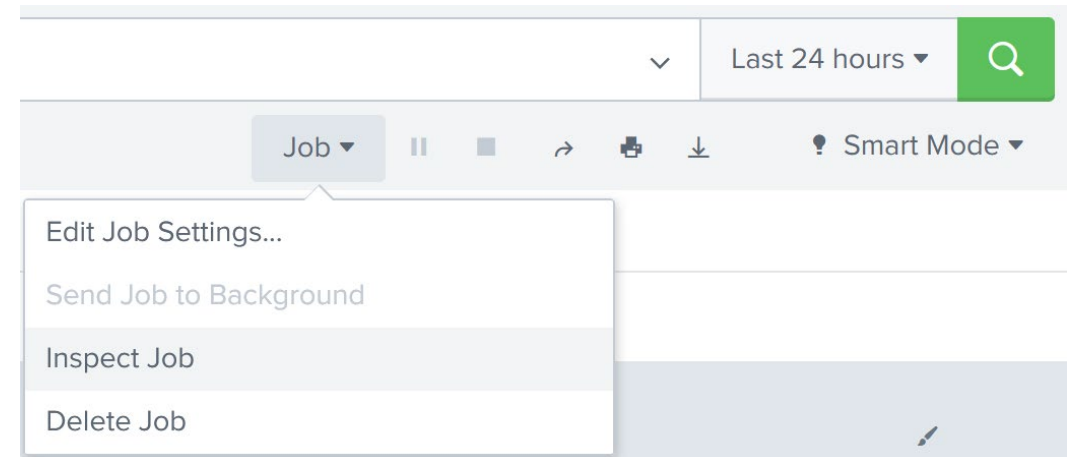 Last 24 hours
Job
Smart Mode
Edit Job Settings...
Send Job to Background
Inspect Job
Delete Job